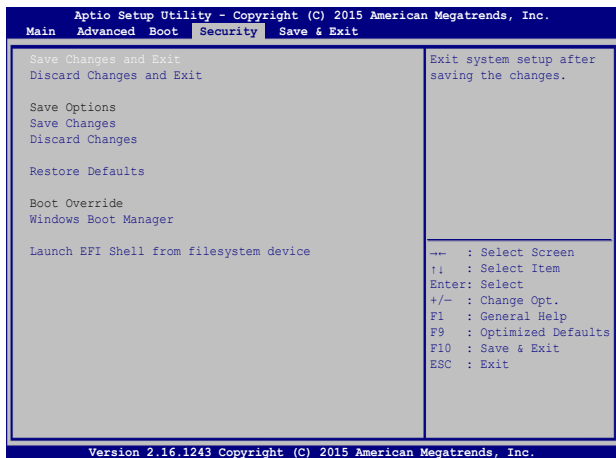 Aptio Setup Utility - Copyright (C) 2015 American Megatrends, Inc.
Main Advanced Boot Security Save & Exit
Save Changes and Exit
Discard Changes and Exit
Save Options
Save Changes
Discard Changes
Restore Defaults
Boot Override
Windows Boot Manager
Launch EFI Shell from filesystem device
Exit system setup after
saving the changes.
→← : Select Screen
↑↓ : Select Item
Enter: Select
+/— : Change Opt.
F1 : General Help
F9 : Optimized Defaults
F10 : Save & Exit
ESC : Exit
Version 2.16.1243 Copyright (C) 2015 American Megatrends, Inc.